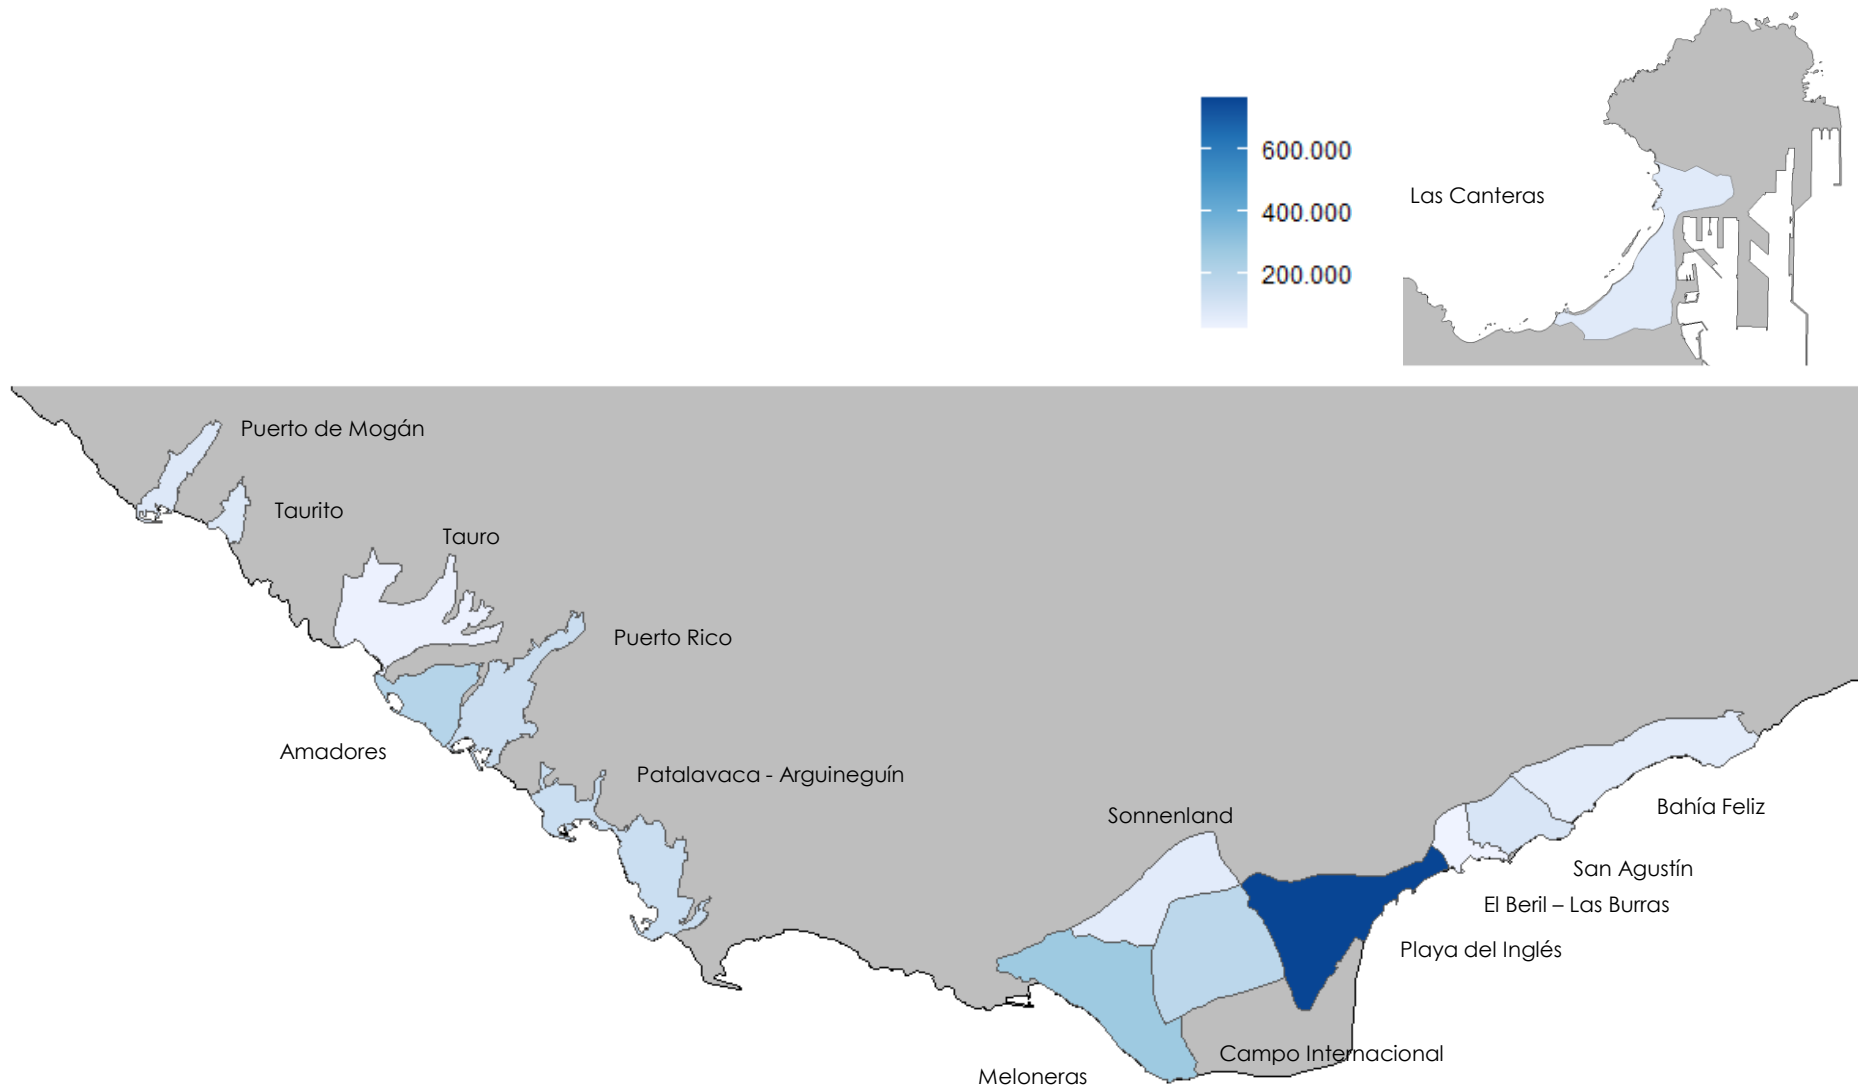 600.000
400.000
200.000
Las Canteras
Puerto de Mogán
Taurito
Tauro
Puerto Rico
Amadores
Patalavaca - Arguineguín
Sonnenland
Bahía Feliz
San Agustín
El Beril – Las Burras
Playa del Inglés
Campo Internacional
Meloneras